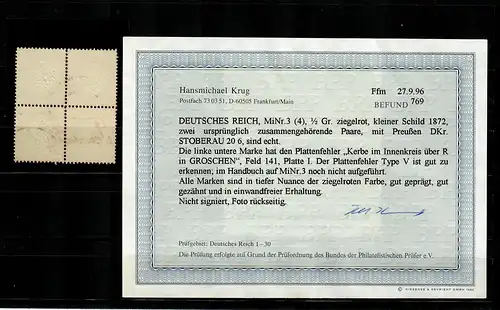 Hansmichael Krug
Postfach 73 03 51, D-60505 Frankfurt/Main
Ffm 27.9.96
BEFUND 769
DEUTSCHES REICH, MiNr.3 (4), ½ Gr. ziegelrot, kleiner Schild 1872,
zwei ursprünglich zusammengehörende Paare, mit Preußen DKr.
STOBERAU 20 6, sind echt.
Die linke untere Marke hat den Plattenfehler "Kerbe im Innenkreis über R
in GROSCHEN", Feld 141, Platte I. Der Plattenfehler Type V ist gut zu
erkennen; im Handbuch auf MiNr.3 noch nicht aufgeführt.
Alle Marken sind in tiefer Nuance der ziegelroten Farbe, gut geprägt, gut
gezähnt und in einwandfreier Erhaltung.
Nicht signiert, Foto rückseitig.
Prüfgebiet: Deutsches Reich 1–30
Die Prüfung erfolgte auf Grund der Prüfordnung des Bundes der Philatelistischen Prüfer e.V.